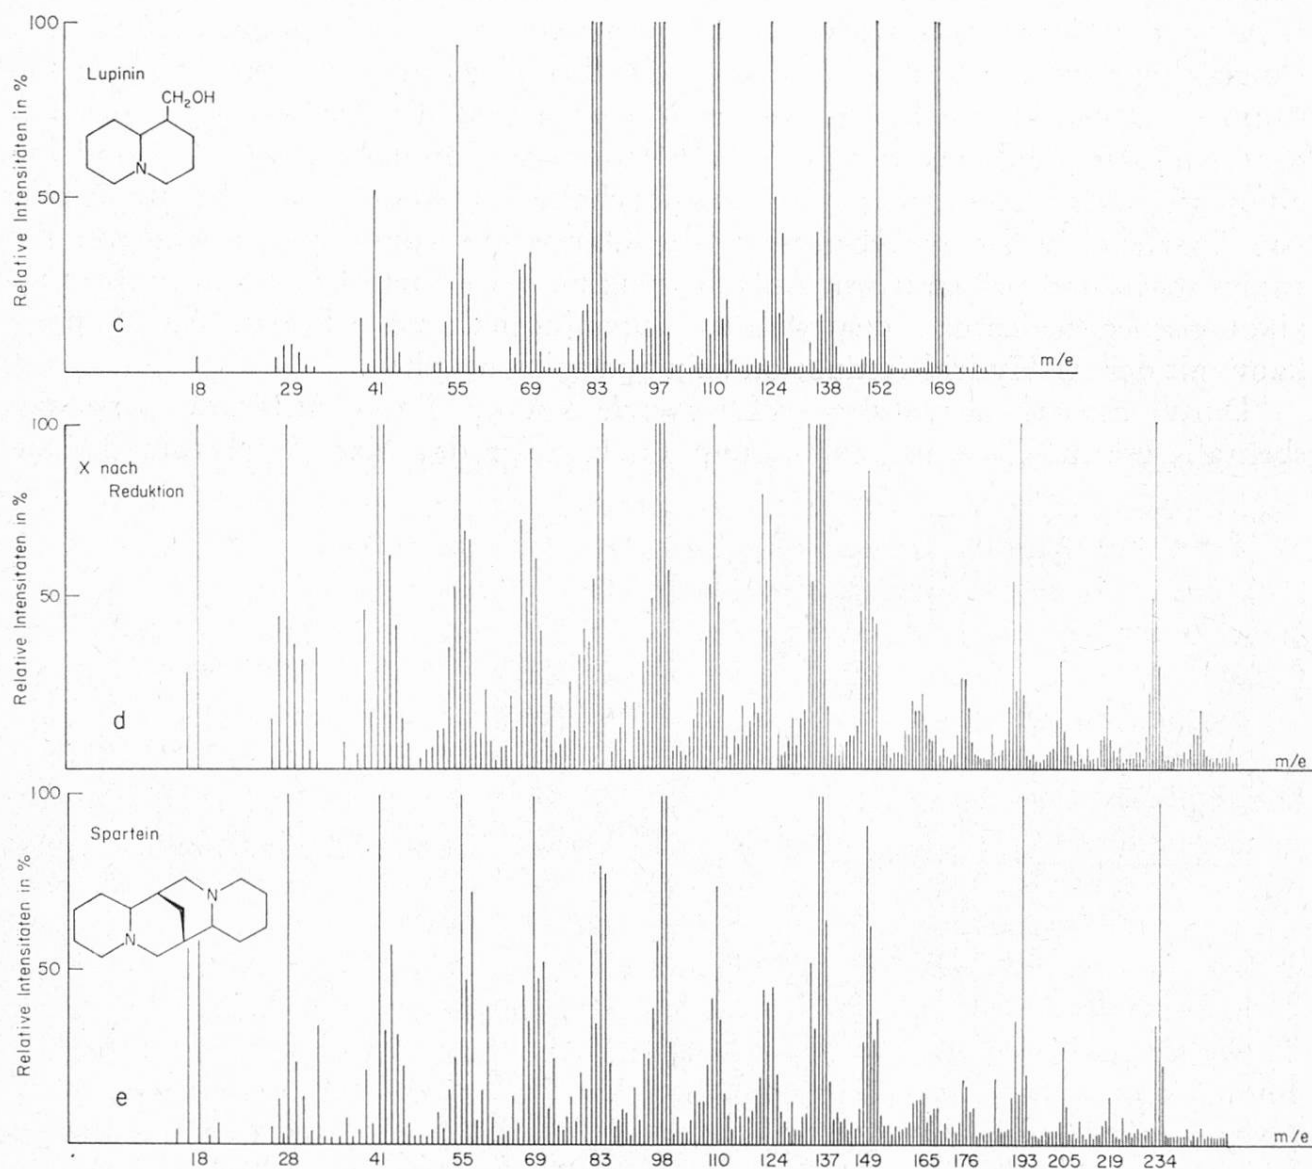 100
Lupinin
CH₂OH
N
50
Relative Intensitäten in %
c
m/e
18 29 41 55 69 83 97 110 124 138 152 169
100
X nach
Reduktion
50
Relative Intensitäten in %
d
m/e
100
Spartein
N
N
50
Relative Intensitäten in %
e
m/e
18 28 41 55 69 83 98 110 124 137 149 165 176 193 205 219 234